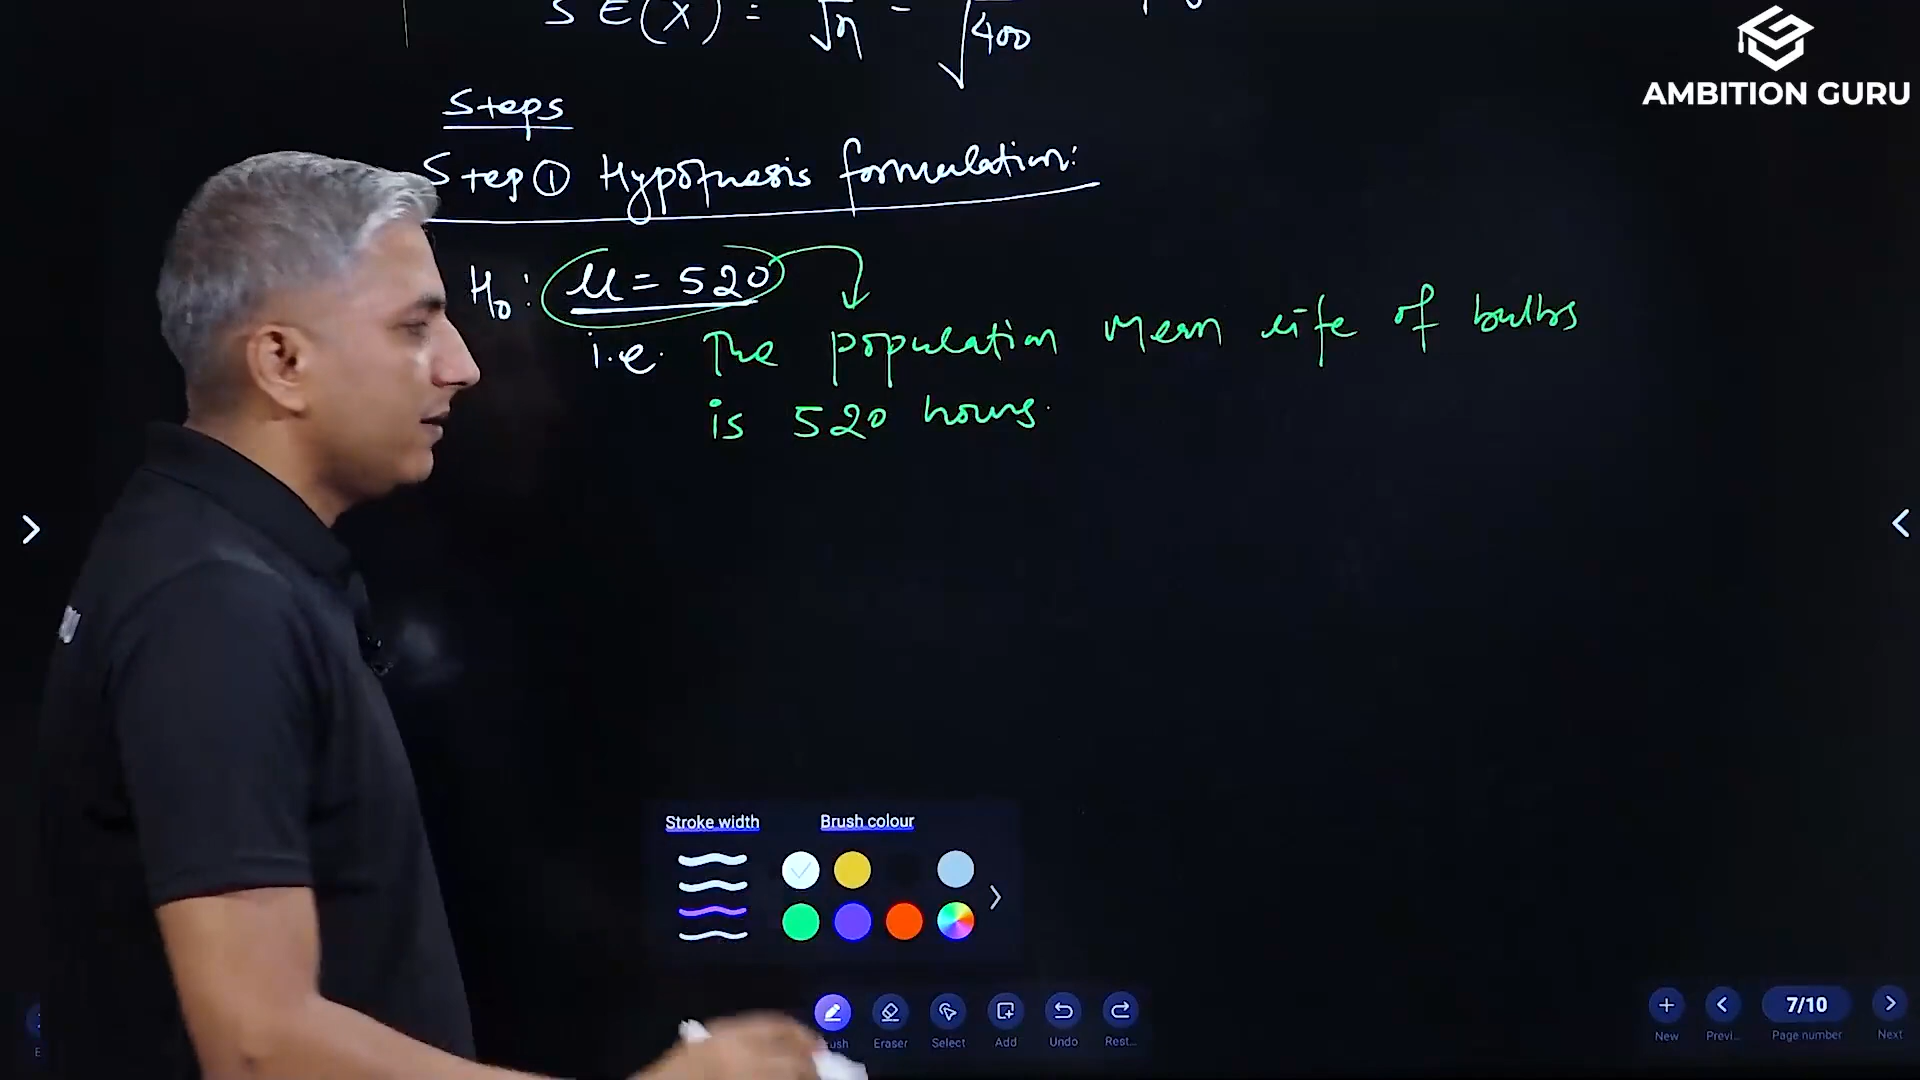 SE(X) = √n = √400
AMBITION GURU
Steps
Step ① Hypothesis formulation:
H₀: μ = 520
i.e. The population mean life of bulbs
is 520 hours.
Stroke width Brush colour
Eraser Select Add Undo Rest...
New Previ... 7/10 Page number Next